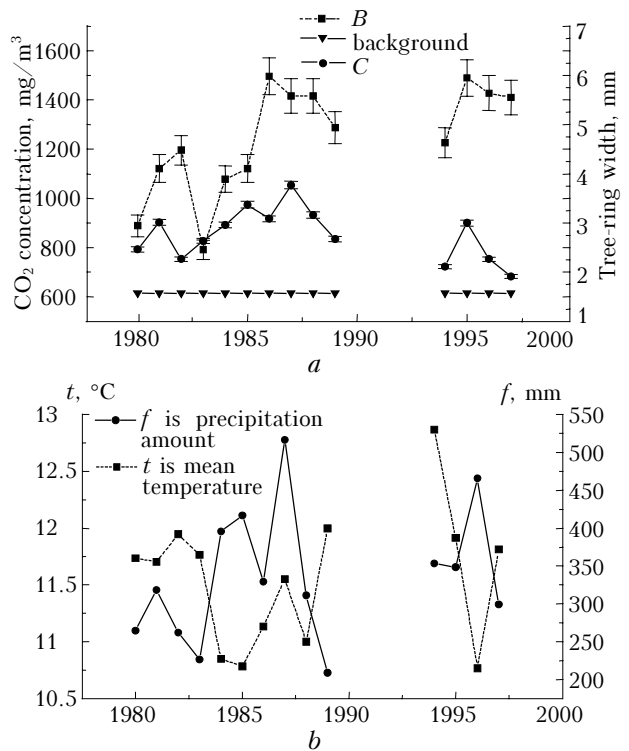 CO₂ concentration, mg/m³
1600
1400
1200
1000
800
600
B
background
C
7
6
5
4
3
2
1
Tree-ring width, mm
1980 1985 1990 1995 2000
a
t, °C
f, mm
13
12.5
12
11.5
11
10.5
f is precipitation
amount
t is mean
temperature
550
500
450
400
350
300
250
200
1980 1985 1990 1995 2000
b